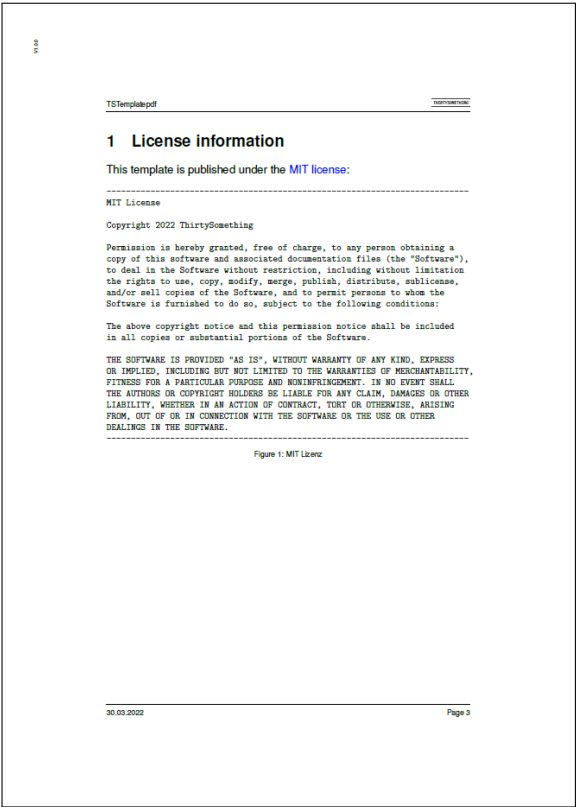 V1.0.0
TSTemplatepdf
THIRTYSOMETHING
1 License information
This template is published under the MIT license:
--------------------------------------------------------------------------
MIT License
Copyright 2022 ThirtySomething
Permission is hereby granted, free of charge, to any person obtaining a
copy of this software and associated documentation files (the "Software"),
to deal in the Software without restriction, including without limitation
the rights to use, copy, modify, merge, publish, distribute, sublicense,
and/or sell copies of the Software, and to permit persons to whom the
Software is furnished to do so, subject to the following conditions:
The above copyright notice and this permission notice shall be included
in all copies or substantial portions of the Software.
THE SOFTWARE IS PROVIDED "AS IS", WITHOUT WARRANTY OF ANY KIND, EXPRESS
OR IMPLIED, INCLUDING BUT NOT LIMITED TO THE WARRANTIES OF MERCHANTABILITY,
FITNESS FOR A PARTICULAR PURPOSE AND NONINFRINGEMENT. IN NO EVENT SHALL
THE AUTHORS OR COPYRIGHT HOLDERS BE LIABLE FOR ANY CLAIM, DAMAGES OR OTHER
LIABILITY, WHETHER IN AN ACTION OF CONTRACT, TORT OR OTHERWISE, ARISING
FROM, OUT OF OR IN CONNECTION WITH THE SOFTWARE OR THE USE OR OTHER
DEALINGS IN THE SOFTWARE.
--------------------------------------------------------------------------
Figure 1: MIT Lizenz
30.03.2022
Page 3